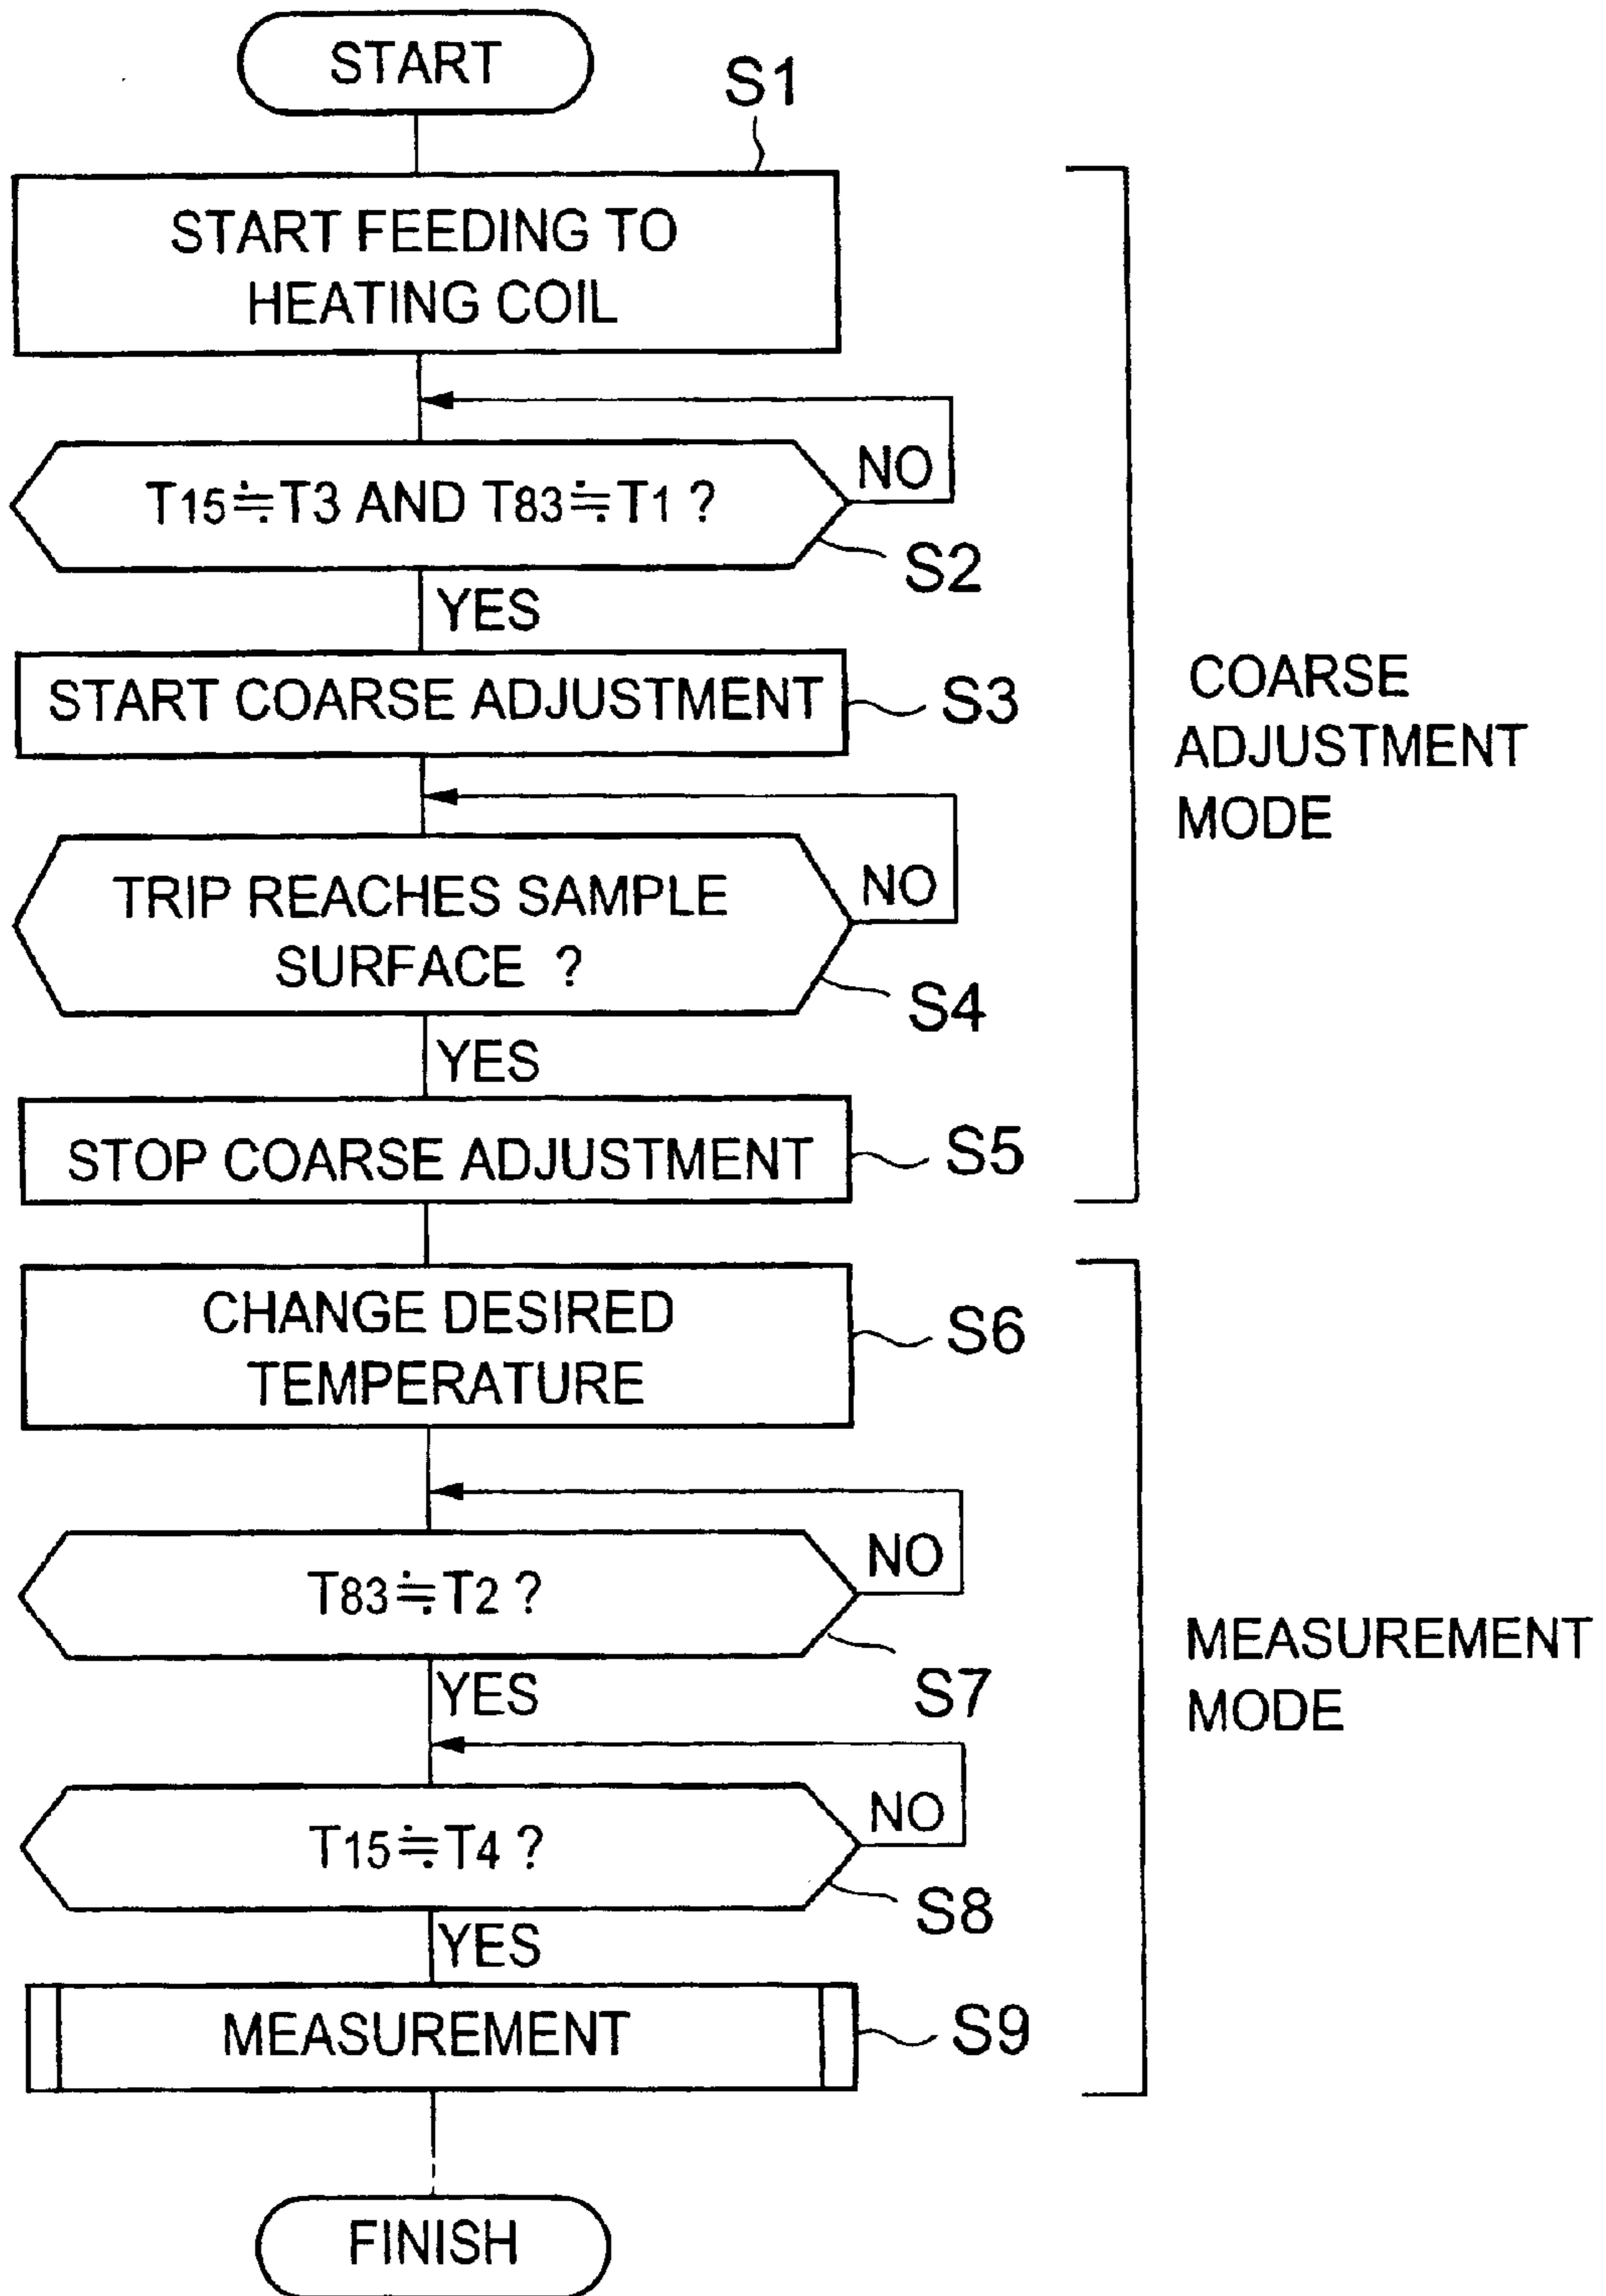 START
S1
START FEEDING TO
HEATING COIL
NO
T15≒T3 AND T83≒T1 ?
S2
YES
START COARSE ADJUSTMENT
S3
COARSE
ADJUSTMENT
MODE
NO
TRIP REACHES SAMPLE
SURFACE ?
S4
YES
STOP COARSE ADJUSTMENT
S5
CHANGE DESIRED
TEMPERATURE
S6
NO
T83≒T2 ?
S7
YES
MEASUREMENT
MODE
NO
T15≒T4 ?
S8
YES
MEASUREMENT
S9
FINISH